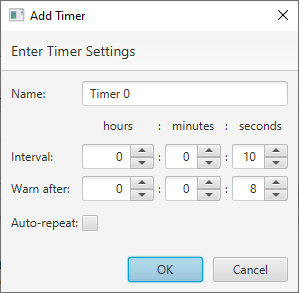 Add Timer
Enter Timer Settings
Name: Timer 0
hours : minutes : seconds
Interval: 0 : 0 : 10
Warn after: 0 : 0 : 8
Auto-repeat:
OK Cancel